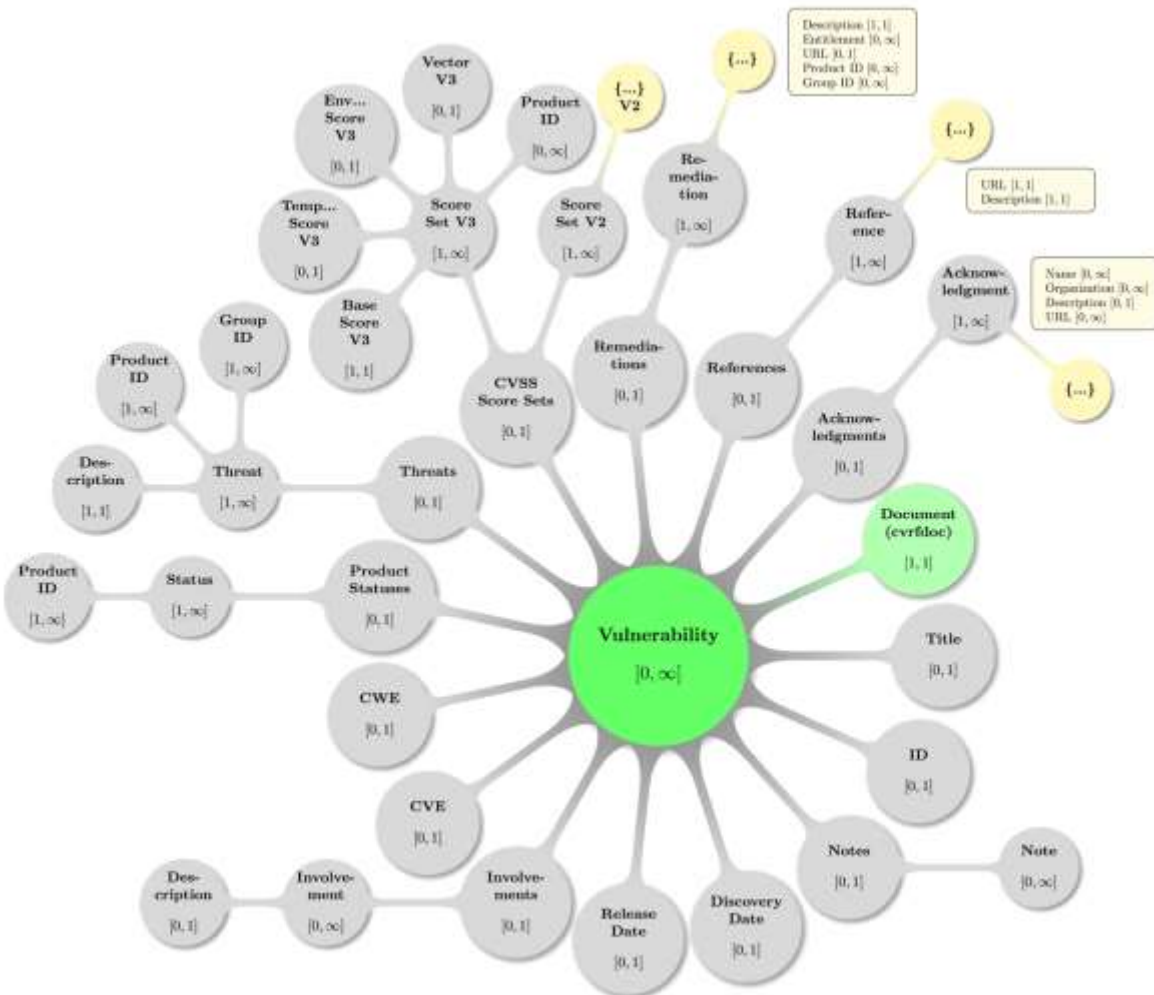 Description [1, 1]
Entitlement [0, ∞]
URL [0, 1]
Product ID [0, ∞]
Group ID [0, ∞]
{...}
Vector
V3
[0, 1]
{...}
V2
Env...
Score
V3
[0, 1]
Product
ID
[0, ∞]
{...}
Re-
media-
tion
[1, ∞]
URL [1, 1]
Description [1, 1]
Temp...
Score
V3
[0, 1]
Score
Set V3
[1, ∞]
Score
Set V2
[1, ∞]
Refer-
ence
[1, ∞]
Name [0, ∞]
Organization [0, ∞]
Description [0, 1]
URL [0, ∞]
Acknow-
ledgment
[1, ∞]
Base
Score
V3
[1, 1]
Group
ID
[1, ∞]
Product
ID
[1, ∞]
Remedia-
tions
[0, 1]
References
[0, 1]
{...}
CVSS
Score Sets
[0, 1]
Acknow-
ledgments
[0, 1]
Des-
cription
[1, 1]
Threat
[1, ∞]
Threats
[0, 1]
Document
(cvrfdoc)
[1, 1]
Product
ID
[1, ∞]
Status
[1, ∞]
Product
Statuses
[0, 1]
Vulnerability
[0, ∞]
Title
[0, 1]
CWE
[0, 1]
ID
[0, 1]
CVE
[0, 1]
Notes
[0, 1]
Note
[0, ∞]
Des-
cription
[0, 1]
Involve-
ment
[0, ∞]
Involve-
ments
[0, 1]
Release
Date
[0, 1]
Discovery
Date
[0, 1]